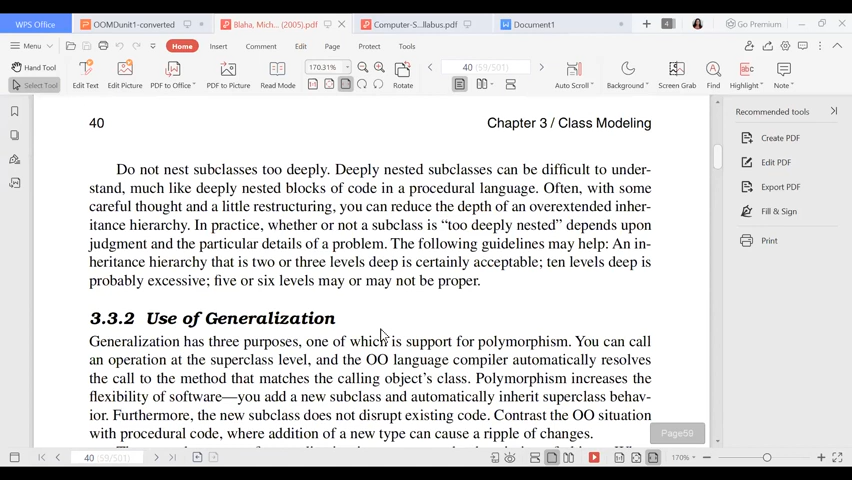 WPS Office
OOMDunit1-converted
Blaha, Mich... (2005).pdf
Computer-S...llabus.pdf
Document1
4
Go Premium
Menu
Home
Insert
Comment
Edit
Page
Protect
Tools
Hand Tool
Select Tool
Edit Text
Edit Picture
PDF to Office
PDF to Picture
Read Mode
170.31%
Rotate
40 (59/501)
Auto Scroll
Background
Screen Grab
Find
Highlight
Note
Recommended tools
Create PDF
Edit PDF
Export PDF
Fill & Sign
Print
40
Chapter 3 / Class Modeling
Do not nest subclasses too deeply. Deeply nested subclasses can be difficult to under-
stand, much like deeply nested blocks of code in a procedural language. Often, with some
careful thought and a little restructuring, you can reduce the depth of an overextended inher-
itance hierarchy. In practice, whether or not a subclass is “too deeply nested” depends upon
judgment and the particular details of a problem. The following guidelines may help: An in-
heritance hierarchy that is two or three levels deep is certainly acceptable; ten levels deep is
probably excessive; five or six levels may or may not be proper.
3.3.2 Use of Generalization
Generalization has three purposes, one of which is support for polymorphism. You can call
an operation at the superclass level, and the OO language compiler automatically resolves
the call to the method that matches the calling object’s class. Polymorphism increases the
flexibility of software—you add a new subclass and automatically inherit superclass behav-
ior. Furthermore, the new subclass does not disrupt existing code. Contrast the OO situation
with procedural code, where addition of a new type can cause a ripple of changes.
Page59
40 (59/501)
170%